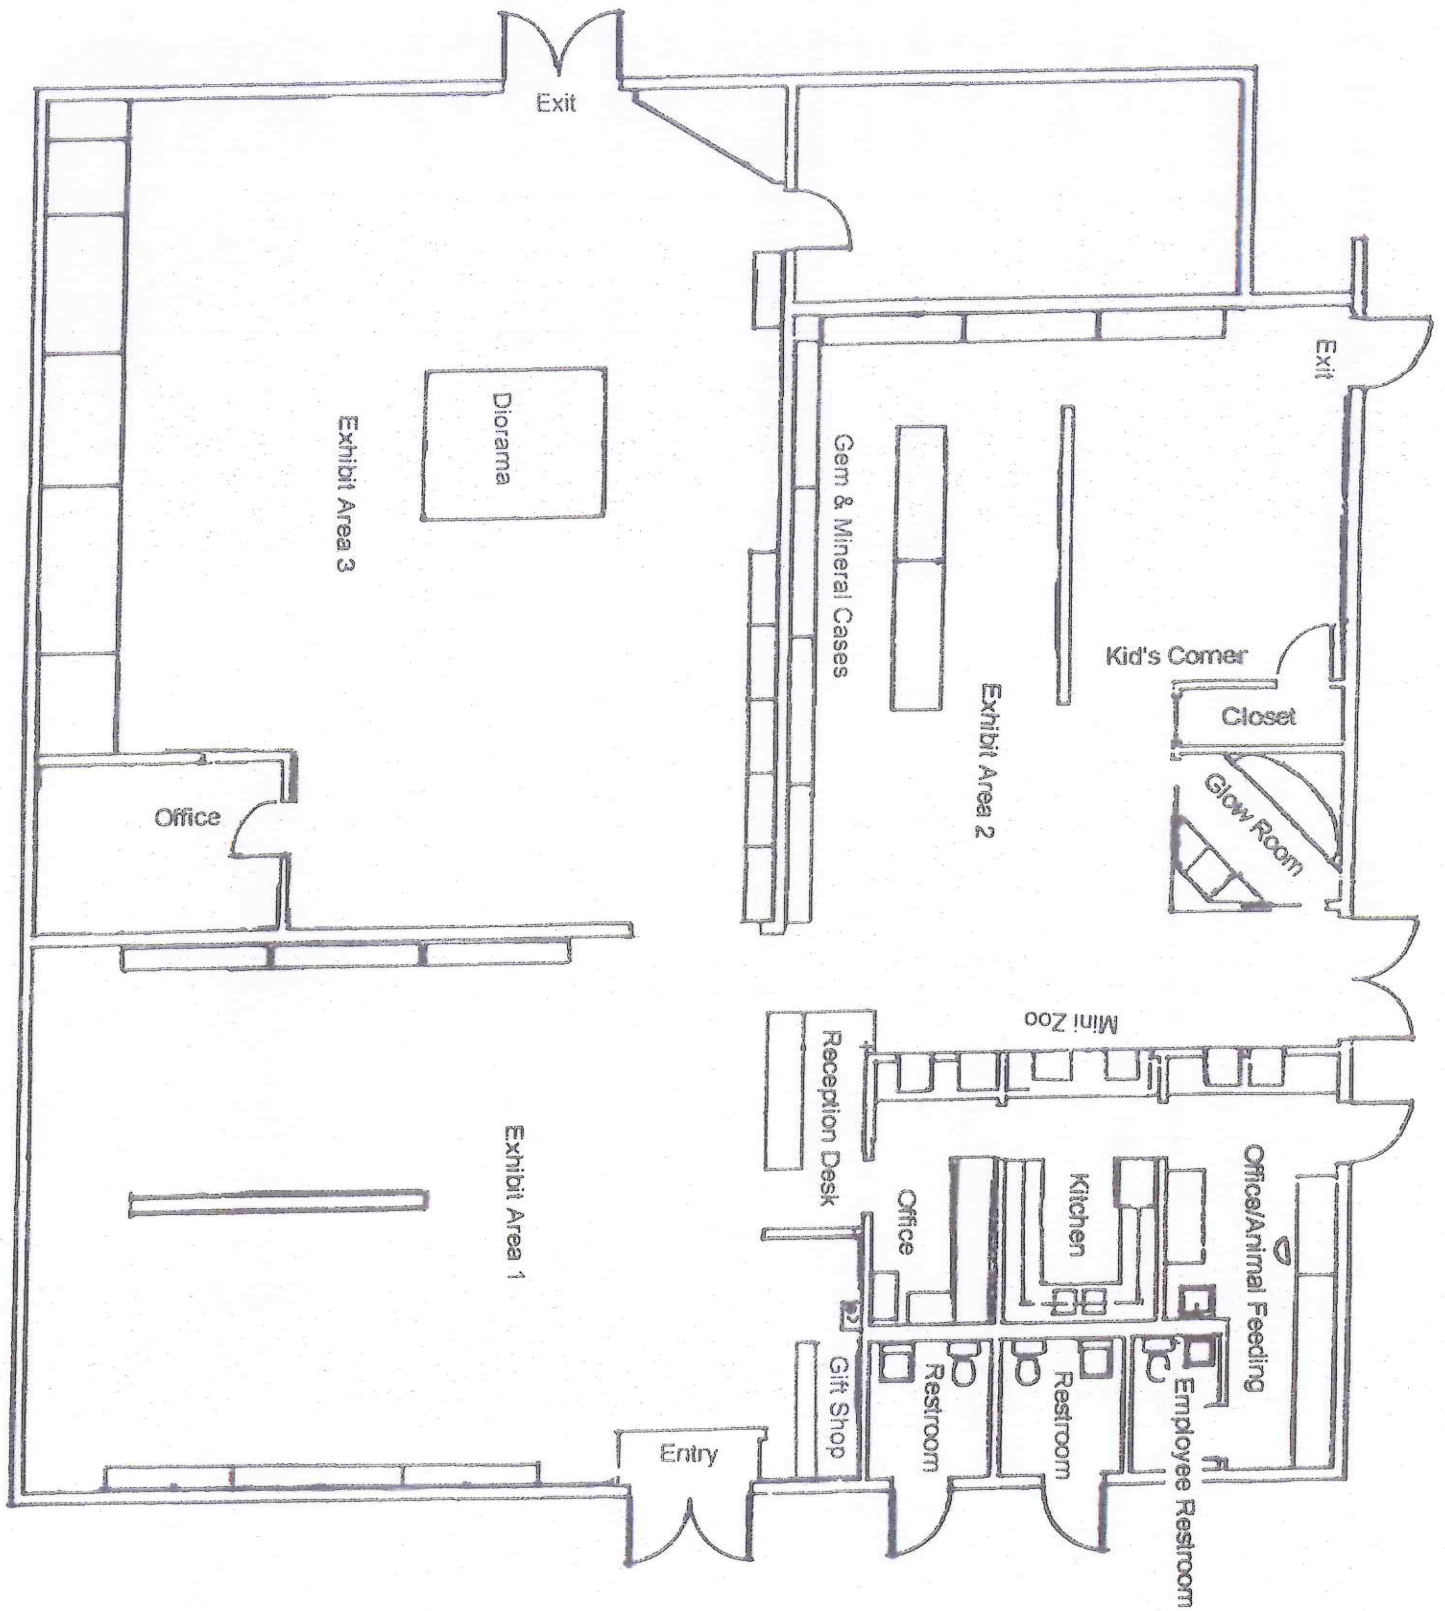 Exit
Exit
Diorama
Exhibit Area 3
Gem & Mineral Cases
Kid's Corner
Closet
Exhibit Area 2
Glow Room
Office
Mini Zoo
Reception Desk
Exhibit Area 1
Office
Kitchen
Office/Animal Feeding
Gift Shop
Restroom
Restroom
Employee Restroom
Entry